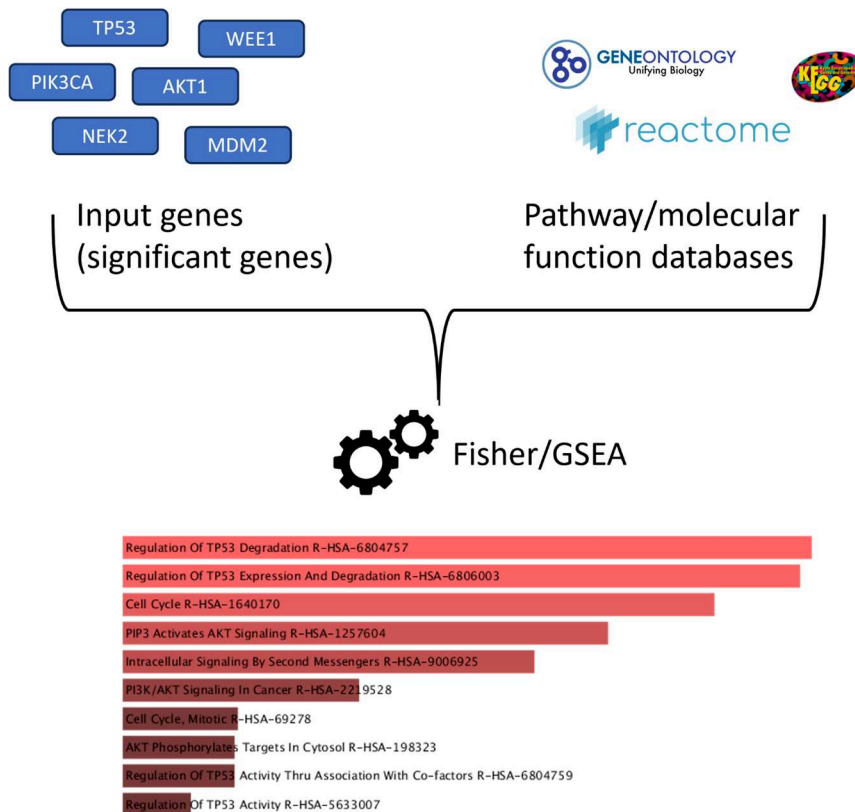 TP53
WEE1
PIK3CA
AKT1
NEK2
MDM2
GENEONTOLOGY
Unifying Biology
KEGG
reactome
Input genes
(significant genes)
Pathway/molecular
function databases
Fisher/GSEA
Regulation Of TP53 Degradation R-HSA-6804757
Regulation Of TP53 Expression And Degradation R-HSA-6806003
Cell Cycle R-HSA-1640170
PIP3 Activates AKT Signaling R-HSA-1257604
Intracellular Signaling By Second Messengers R-HSA-9006925
PI3K/AKT Signaling In Cancer R-HSA-2219528
Cell Cycle, Mitotic R-HSA-69278
AKT Phosphorylates Targets In Cytosol R-HSA-198323
Regulation Of TP53 Activity Thru Association With Co-factors R-HSA-6804759
Regulation Of TP53 Activity R-HSA-5633007